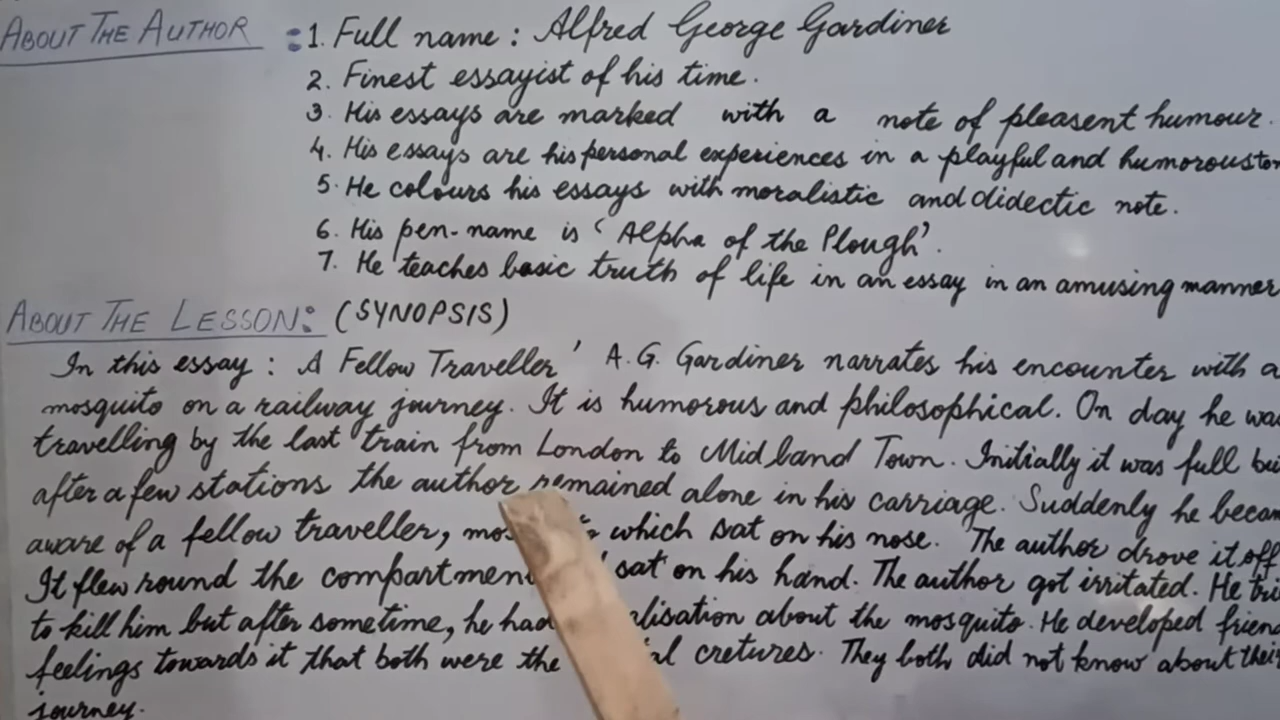 ABOUT THE AUTHOR : 1. Full name : Alfred George Gardiner
2. Finest essayist of his time.
3. His essays are marked with a note of pleasent humour.
4. His essays are his personal experiences in a playful and humorous
5. He colours his essays with moralistic and didectic note.
6. His pen-name is 'Alpha of the Plough'.
7. He teaches basic truth of life in an essay in an amusing manner
ABOUT THE LESSON: (SYNOPSIS)
In this essay : A Fellow Traveller' A.G. Gardiner narrates his encounter with a
mosquito on a railway journey. It is humorous and philosophical. On day he was
travelling by the last train from London to Midband Town. Initially it was full
after a few stations the author remained alone in his carriage. Suddenly he
aware of a fellow traveller, which sat on his nose. The author drove it off
It flew round the sat on his hand. The author got irritated. He
to kill him but after sometime, he had about the mosquito. He developed
feelings towards it that both were the cretures. They both did not know about
journey.